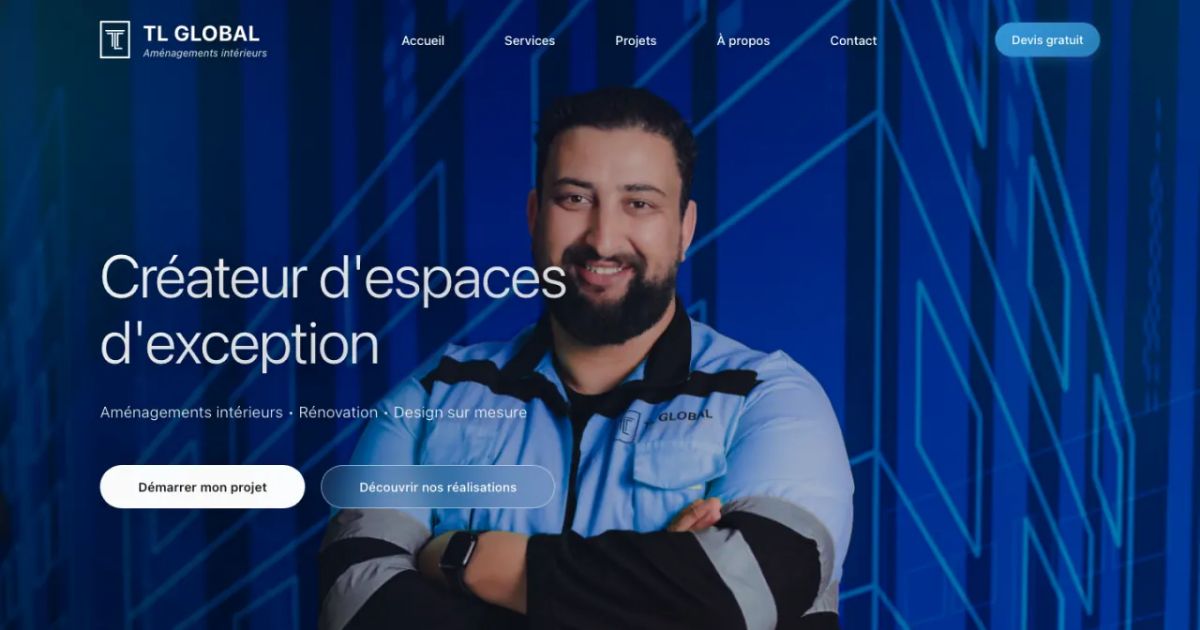 TL GLOBAL
Aménagements intérieurs
Accueil
Services
Projets
À propos
Contact
Devis gratuit
Créateur d'espaces
d'exception
Aménagements intérieurs • Rénovation • Design sur mesure
GLOBAL
Démarrer mon projet
Découvrir nos réalisations